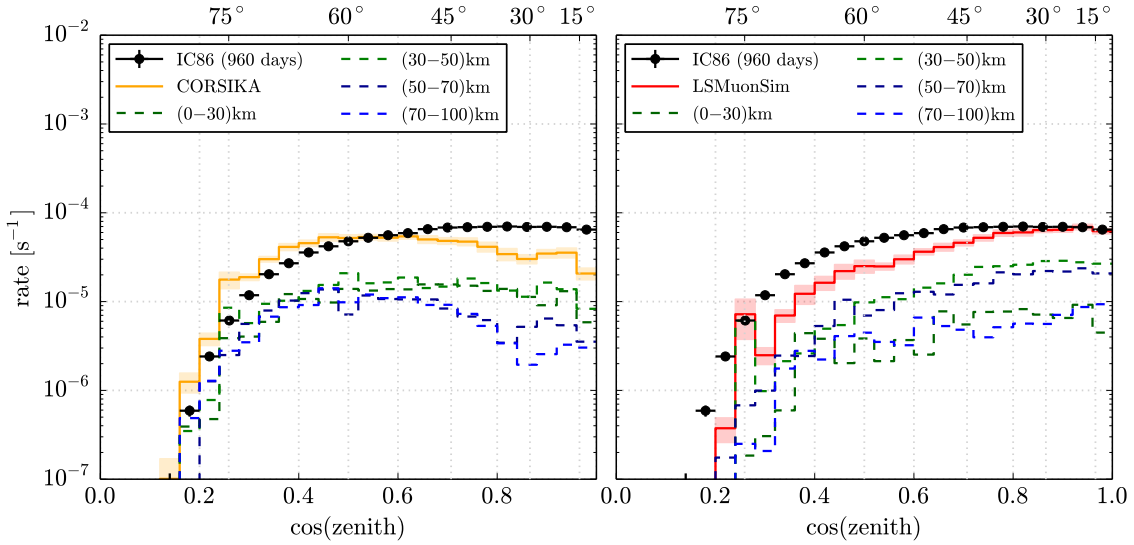 75° 60° 45° 30° 15° 75° 60° 45° 30° 15°
10⁻²
IC86 (960 days) (30−50)km IC86 (960 days) (30−50)km
CORSIKA (50−70)km LSMuonSim (50−70)km
(0−30)km (70−100)km (0−30)km (70−100)km
10⁻³
10⁻⁴
rate [s⁻¹]
10⁻⁵
10⁻⁶
10⁻⁷
0.0 0.2 0.4 0.6 0.8 0.0 0.2 0.4 0.6 0.8 1.0
cos(zenith) cos(zenith)